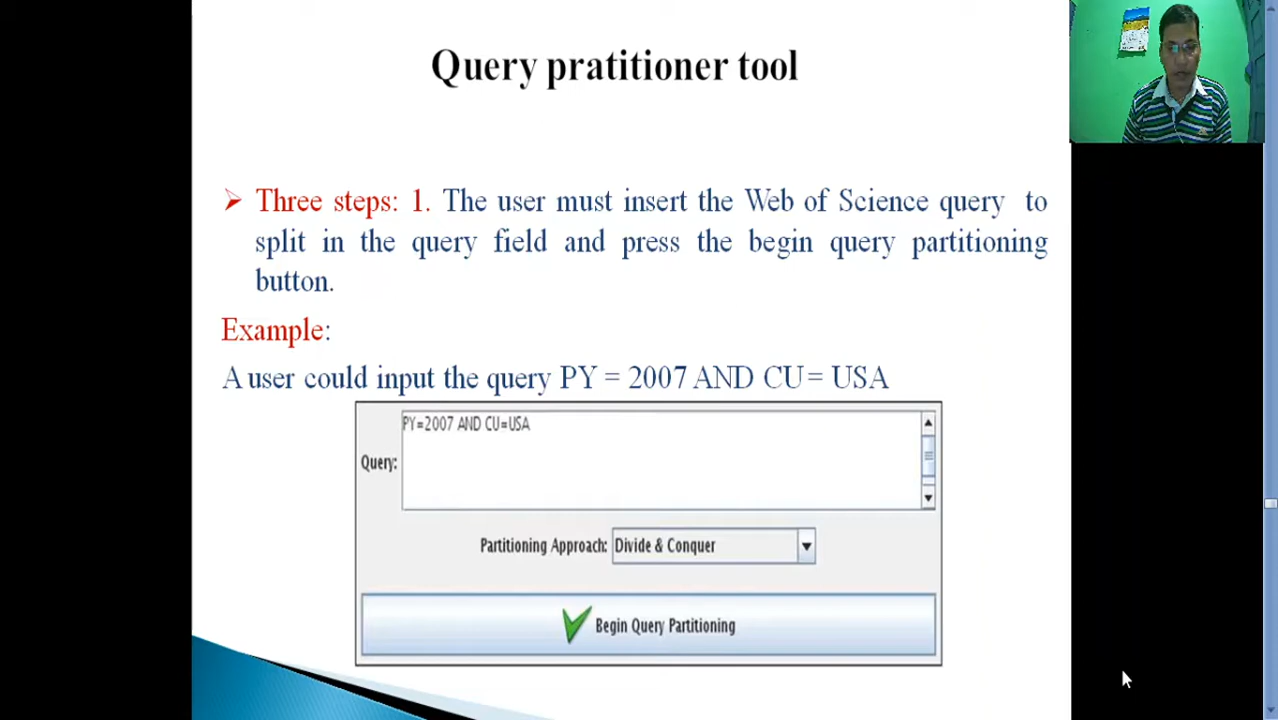 Query pratitioner tool
Three steps: 1. The user must insert the Web of Science query to
split in the query field and press the begin query partitioning
button.
Example:
A user could input the query PY = 2007 AND CU= USA
PY=2007 AND CU=USA
Query:
Partitioning Approach: Divide & Conquer
Begin Query Partitioning